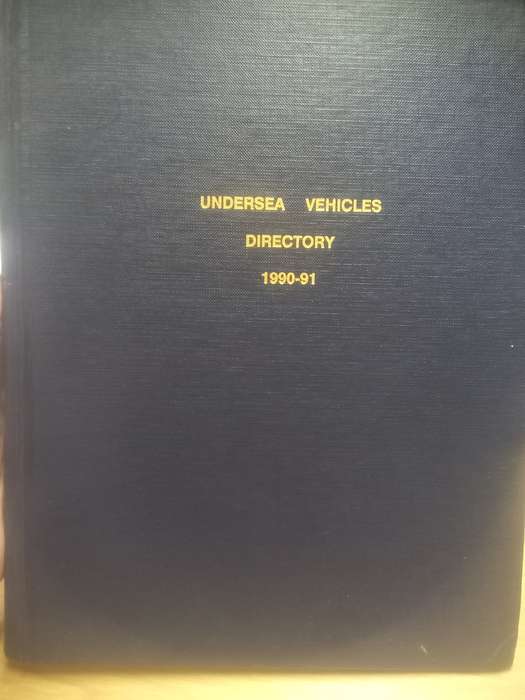 UNDERSEA VEHICLES
DIRECTORY
1990-91